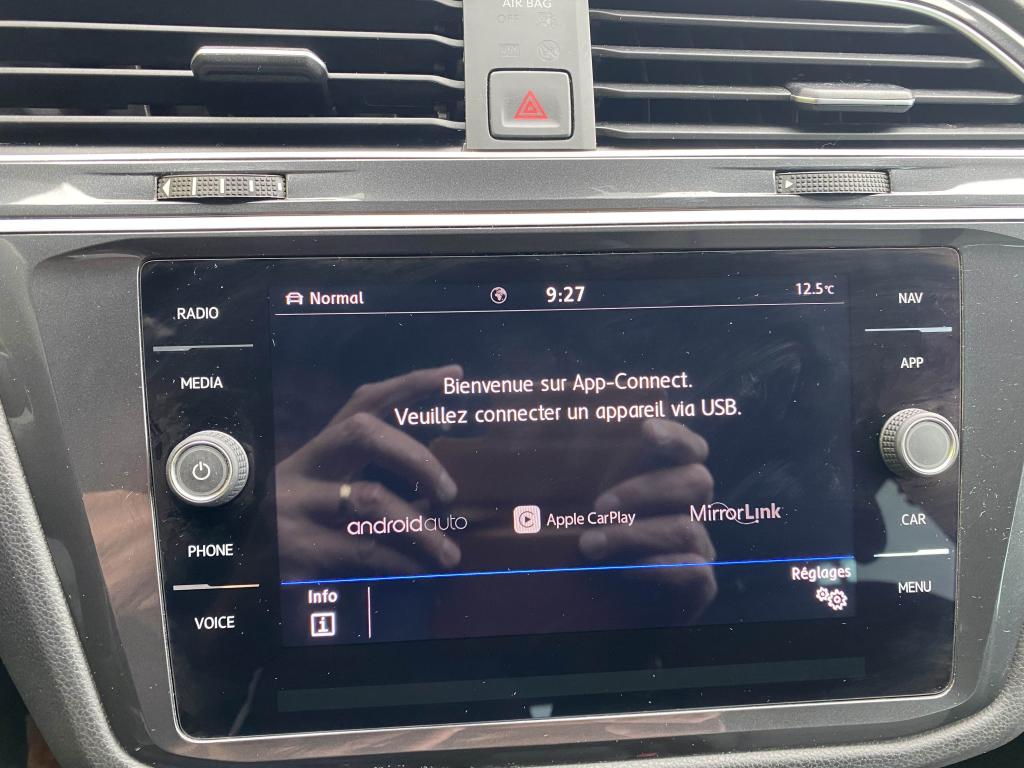 AIR BAG
OFF
RADIO
MEDIA
PHONE
VOICE
Normal
9:27
12.5°C
Bienvenue sur App-Connect.
Veuillez connecter un appareil via USB.
androidauto
Apple CarPlay
MirrorLink
Info
i
Réglages
NAV
APP
CAR
MENU